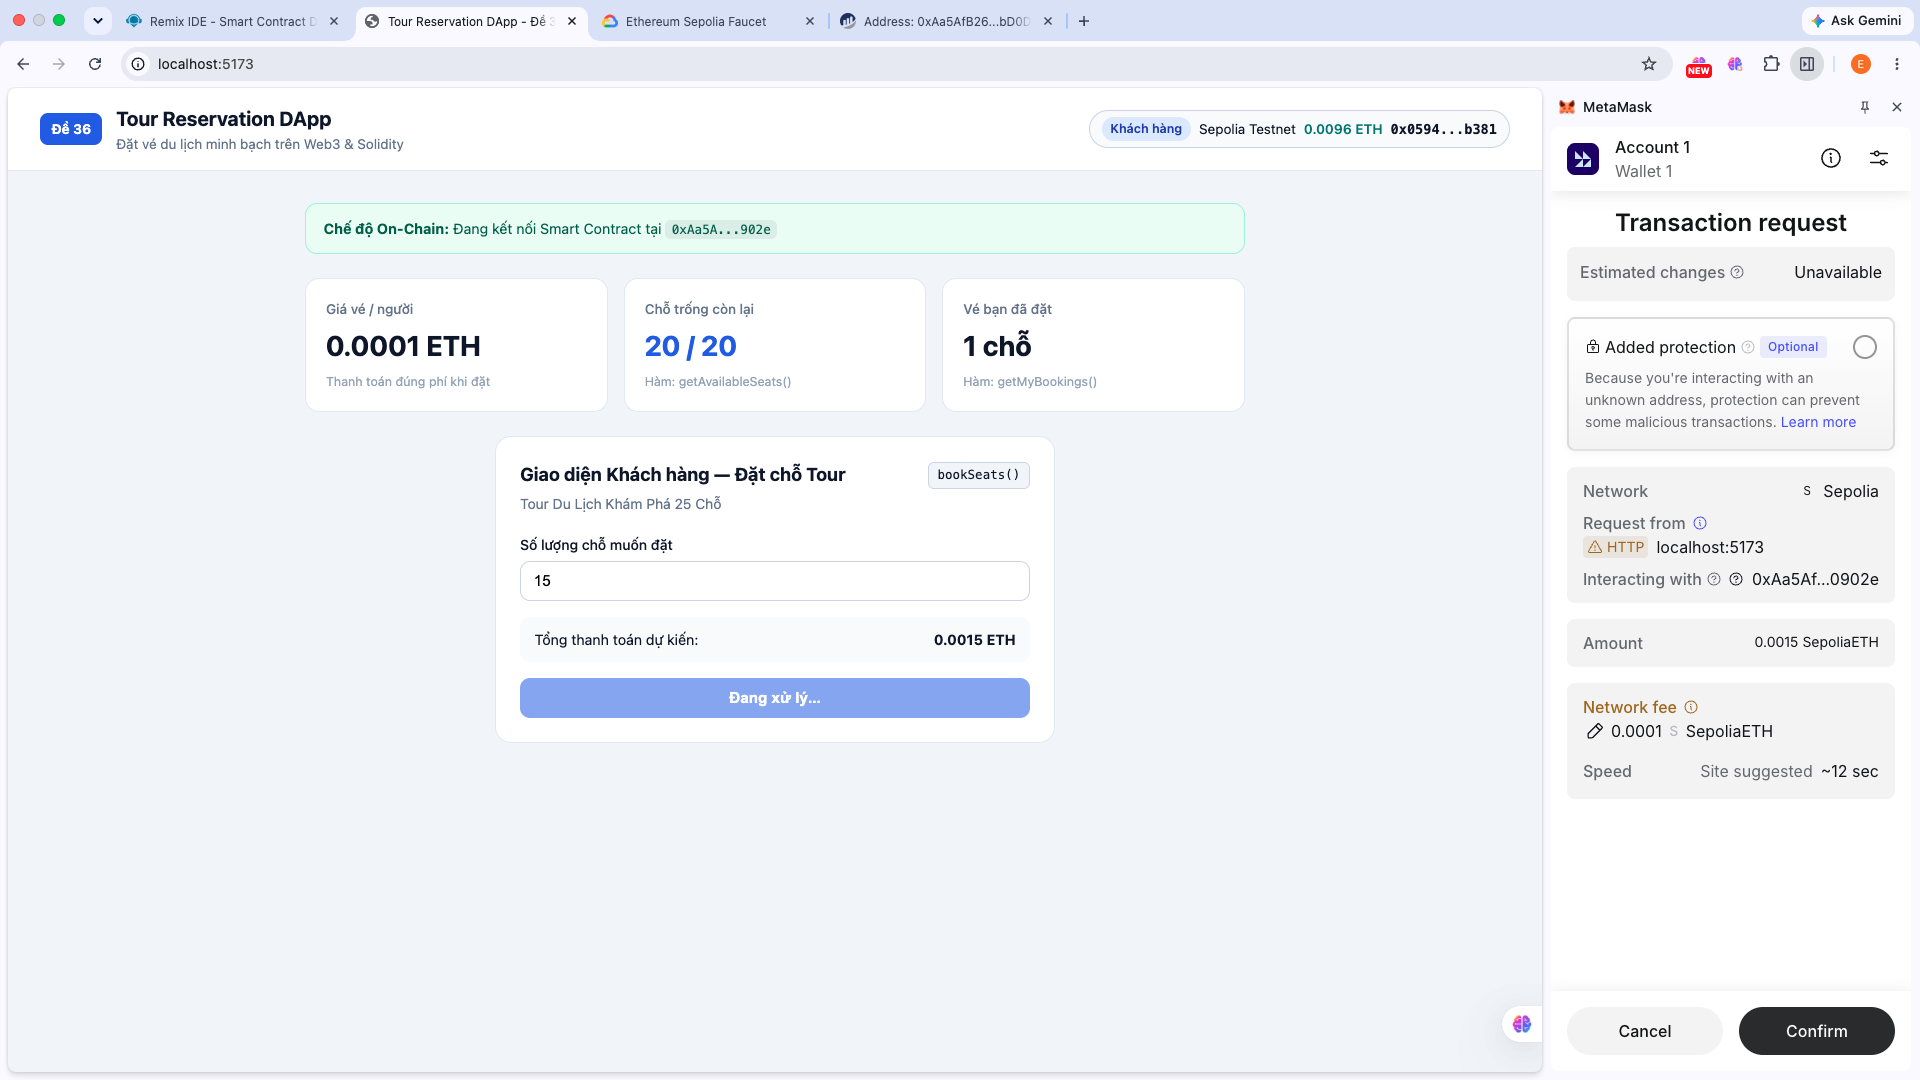 Remix IDE - Smart Contract D
Tour Reservation DApp - Đề 3
Ethereum Sepolia Faucet
Address: 0xAa5AfB26...bD0D
Ask Gemini
localhost:5173
NEW
E
Đề 36
Tour Reservation DApp
Đặt vé du lịch minh bạch trên Web3 & Solidity
Khách hàng Sepolia Testnet 0.0096 ETH 0x0594...b381
Chế độ On-Chain: Đang kết nối Smart Contract tại 0xAa5A...902e
Giá vé / người
0.0001 ETH
Thanh toán đúng phí khi đặt
Chỗ trống còn lại
20 / 20
Hàm: getAvailableSeats()
Vé bạn đã đặt
1 chỗ
Hàm: getMyBookings()
Giao diện Khách hàng — Đặt chỗ Tour
bookSeats()
Tour Du Lịch Khám Phá 25 Chỗ
Số lượng chỗ muốn đặt
15
Tổng thanh toán dự kiến: 0.0015 ETH
Đang xử lý...
MetaMask
Account 1
Wallet 1
Transaction request
Estimated changes Unavailable
Added protection Optional
Because you're interacting with an
unknown address, protection can prevent
some malicious transactions. Learn more
Network S Sepolia
Request from
HTTP localhost:5173
Interacting with 0xAa5Af...0902e
Amount 0.0015 SepoliaETH
Network fee
0.0001 S SepoliaETH
Speed Site suggested ~12 sec
Cancel
Confirm